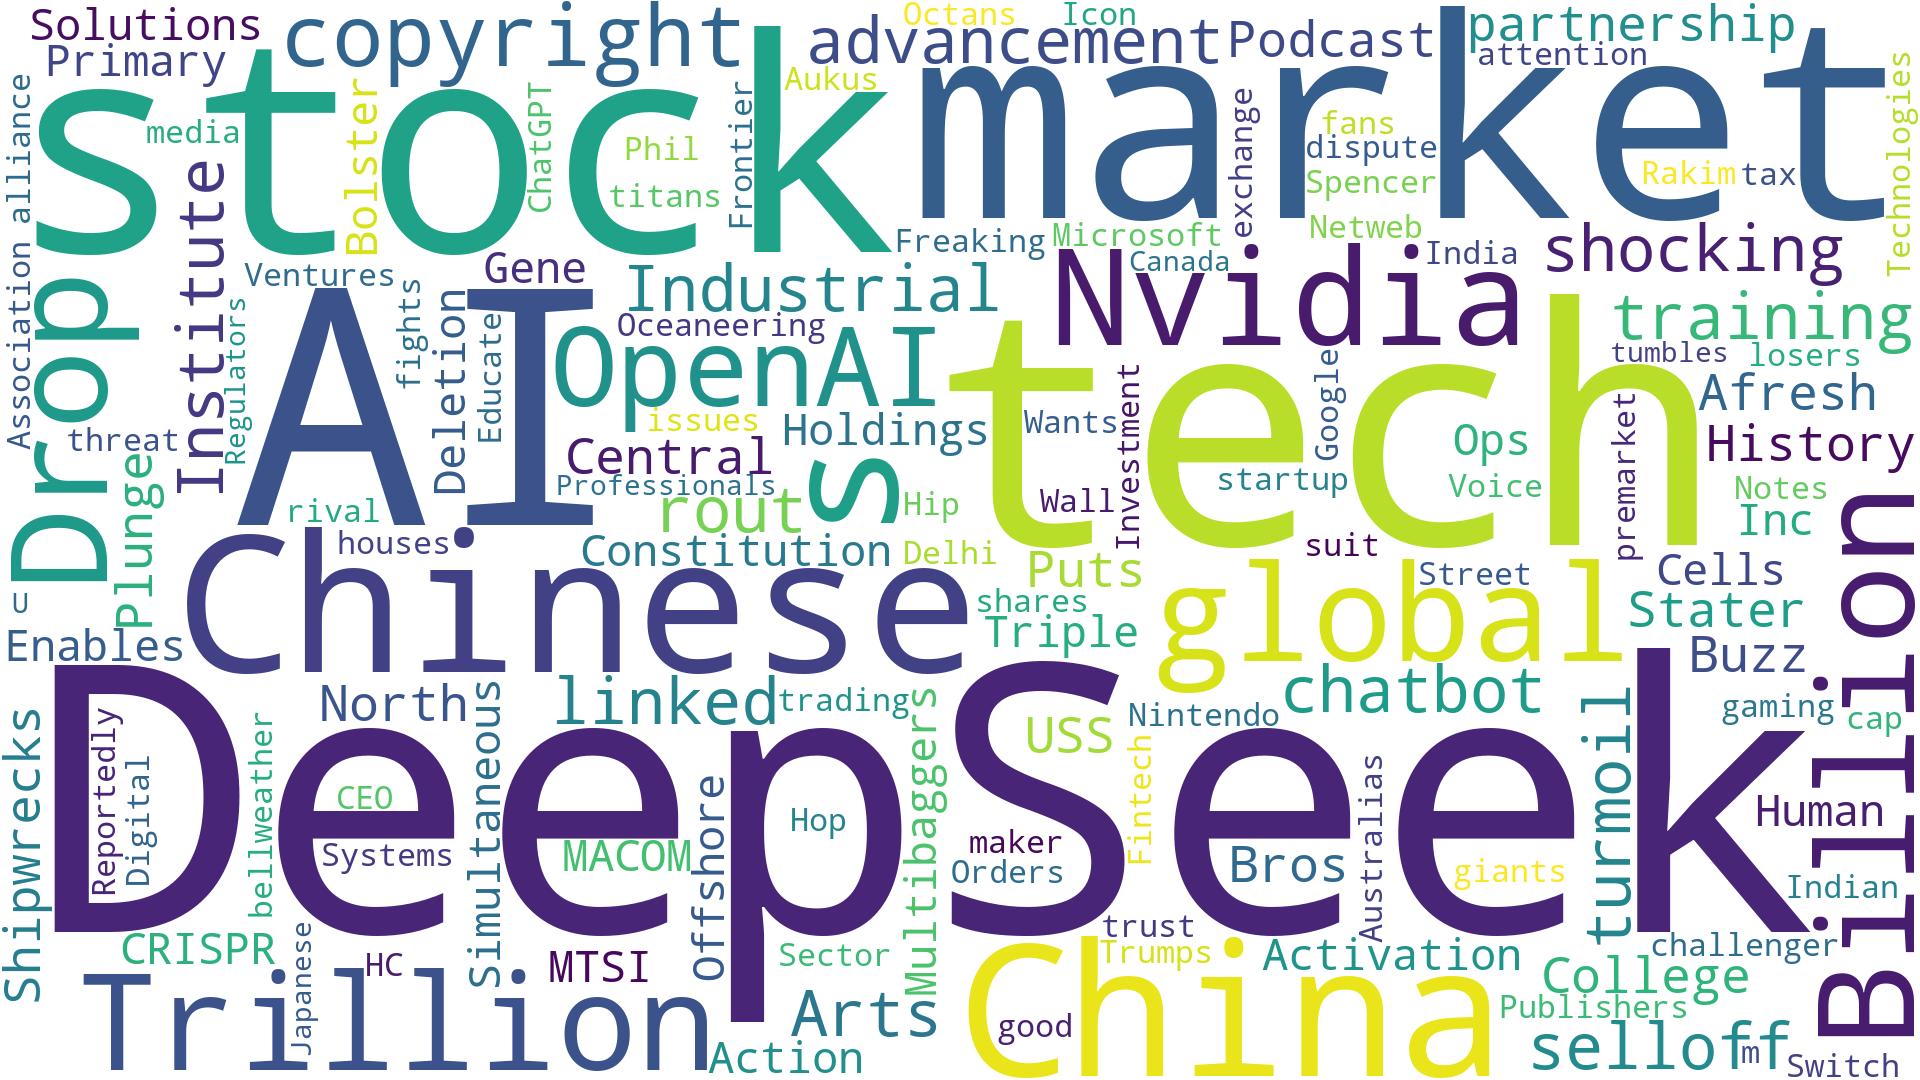 Solutions
copyright
Octans
Icon
advancement
Podcast
partnership
attention
Primary
stock
market
Aukus
Bolster
ChatGPT
Frontier
media
Phil
titans
exchange
fans
dispute
Spencer
Netweb
Rakim
tax
Technologies
Association alliance
Institute
Freaking
Microsoft
Canada
India
shocking
Drop
Ventures
Gene
Industrial
Nvidia
Regulators
AI
fights
Deletion
Educate
Oceaneering
OpenAI
tech
training
tumbles
losers
Afresh
issues
Holdings
Wants
Investment
Google
Ops
premarket
History
threat
Plunge
Central
s
Professionals
startup
Voice
Notes
rival
rout
Hip
Wall
Inc
houses
Constitution
Delhi
suit
Puts
Street
Cells
Chinese
shares
global
Stater
U
Enables
Triple
Buzz
Billion
DeepSeek
North
linked
trading
USS
Nintendo
chatbot
gaming
cap
Shipwrecks
Reportedly
Digital
bellweather
Simultaneous
Offshore
Multibaggers
Fintech
Australias
turmoil
CEO
Hop
Human
Systems
MACOM
maker
Orders
Bros
giants
Indian
trust
CRISPR
HC
MTSI
Sector
Trumps
Activation
challenger
Japanese
Trillion
Arts
China
good
College
Publishers
Action
selloff
m
Switch